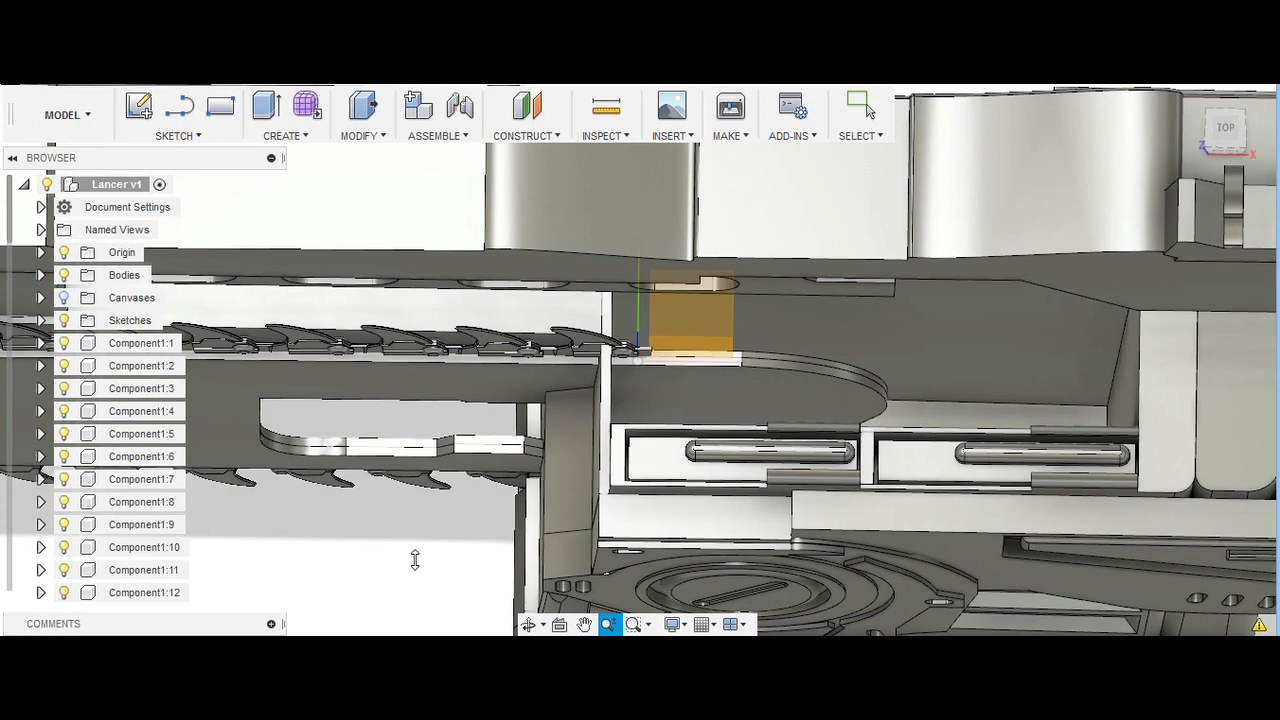 MODEL
SKETCH
CREATE
MODIFY
ASSEMBLE
CONSTRUCT
INSPECT
INSERT
MAKE
ADD-INS
SELECT
TOP
Z
X
BROWSER
Lancer v1
Document Settings
Named Views
Origin
Bodies
Canvases
Sketches
Component1:1
Component1:2
Component1:3
Component1:4
Component1:5
Component1:6
Component1:7
Component1:8
Component1:9
Component1:10
Component1:11
Component1:12
COMMENTS